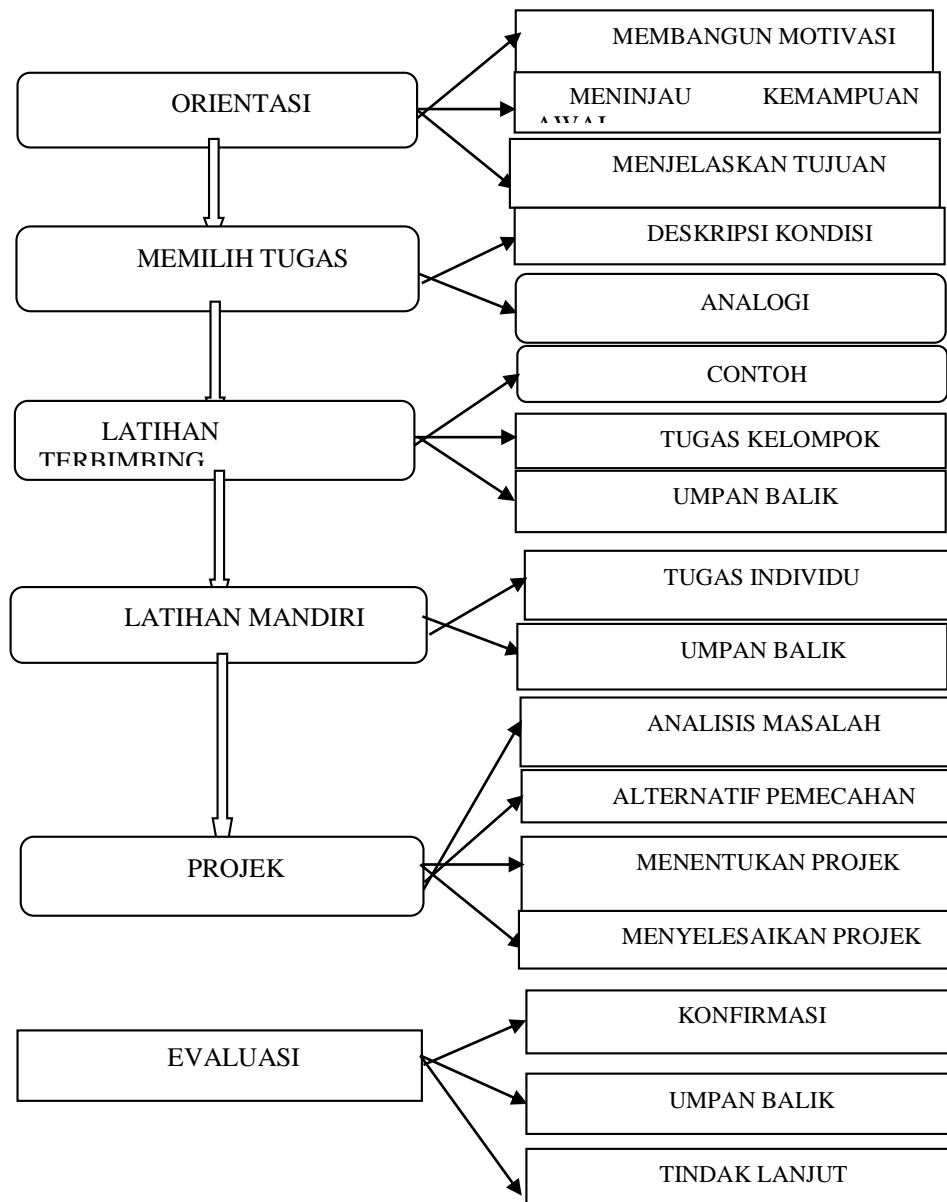 MEMBANGUN MOTIVASI
ORIENTASI
MENINJAU KEMAMPUAN
AWAL
MENJELASKAN TUJUAN
MEMILIH TUGAS
DESKRIPSI KONDISI
ANALOGI
CONTOH
LATIHAN
TERBIMBING
TUGAS KELOMPOK
UMPAN BALIK
LATIHAN MANDIRI
TUGAS INDIVIDU
UMPAN BALIK
PROJEK
ANALISIS MASALAH
ALTERNATIF PEMECAHAN
MENENTUKAN PROJEK
MENYELESAIKAN PROJEK
EVALUASI
KONFIRMASI
UMPAN BALIK
TINDAK LANJUT